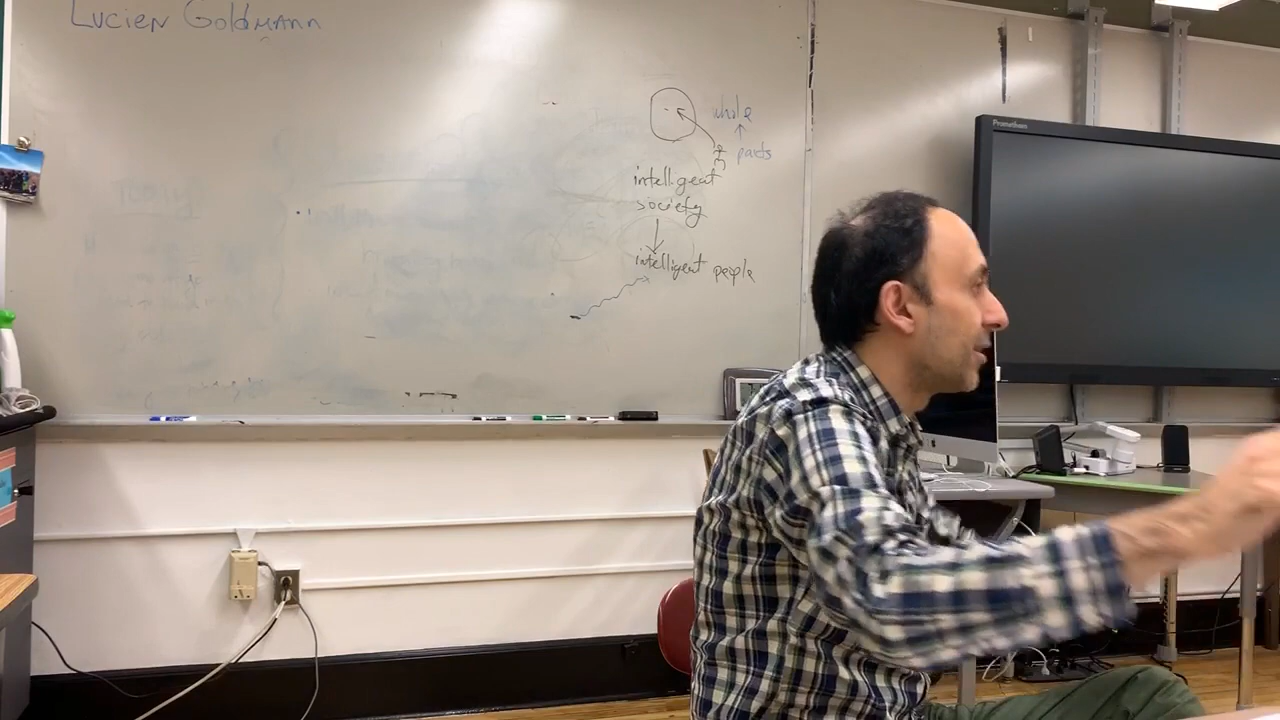 Lucien Goldmann
whole
parts
intelligent
society
intelligent people
Promethean